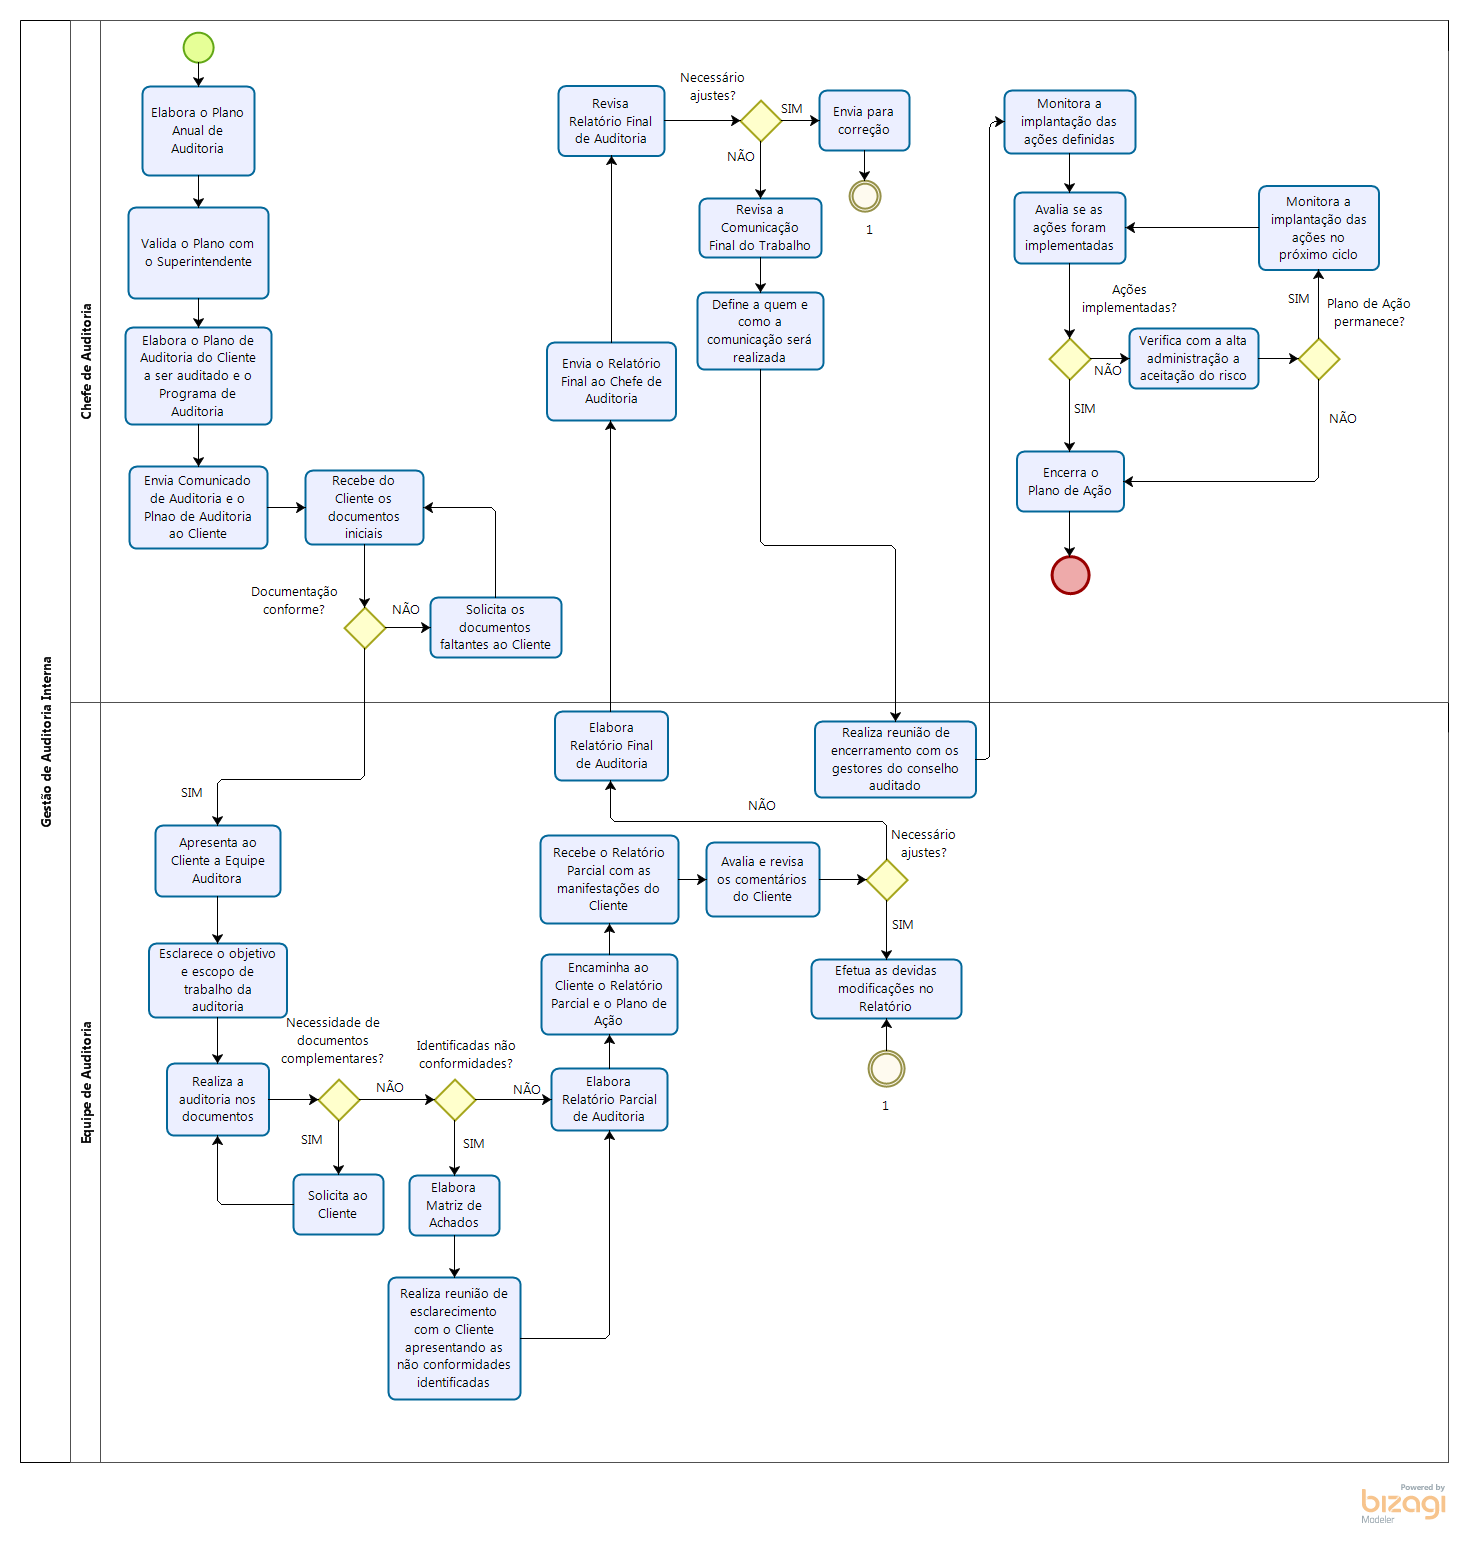 Gestão de Auditoria Interna
Chefe de Auditoria
Elabora o Plano
Anual de
Auditoria
Valida o Plano com
o Superintendente
Elabora o Plano de
Auditoria do Cliente
a ser auditado e o
Programa de
Auditoria
Envia Comunicado
de Auditoria e o
Plnao de Auditoria
ao Cliente
Recebe do
Cliente os
documentos
iniciais
Documentação
conforme?
NÃO
Solicita os
documentos
faltantes ao Cliente
SIM
Envia o Relatório
Final ao Chefe de
Auditoria
Revisa
Relatório Final
de Auditoria
Necessário
ajustes?
SIM
Envia para
correção
1
NÃO
Revisa a
Comunicação
Final do Trabalho
Define a quem e
como a
comunicação será
realizada
Monitora a
implantação das
ações definidas
Avalia se as
ações foram
implementadas
Ações
implementadas?
NÃO
SIM
Verifica com a alta
administração a
aceitação do risco
Plano de Ação
permanece?
SIM
Monitora a
implantação das
ações no
próximo ciclo
NÃO
Encerra o
Plano de Ação
Equipe de Auditoria
Apresenta ao
Cliente a Equipe
Auditora
Esclarece o objetivo
e escopo de
trabalho da
auditoria
Realiza a
auditoria nos
documentos
Necessidade de
documentos
complementares?
SIM
Solicita ao
Cliente
NÃO
Identificadas não
conformidades?
SIM
Elabora
Matriz de
Achados
Realiza reunião de
esclarecimento
com o Cliente
apresentando as
não conformidades
identificadas
NÃO
Elabora
Relatório Parcial
de Auditoria
Encaminha ao
Cliente o Relatório
Parcial e o Plano de
Ação
Recebe o Relatório
Parcial com as
manifestações do
Cliente
Avalia e revisa
os comentários
do Cliente
Necessário
ajustes?
NÃO
Elabora
Relatório Final
de Auditoria
SIM
Efetua as devidas
modificações no
Relatório
1
Realiza reunião de
encerramento com os
gestores do conselho
auditado
Powered by
bizagi
Modeler